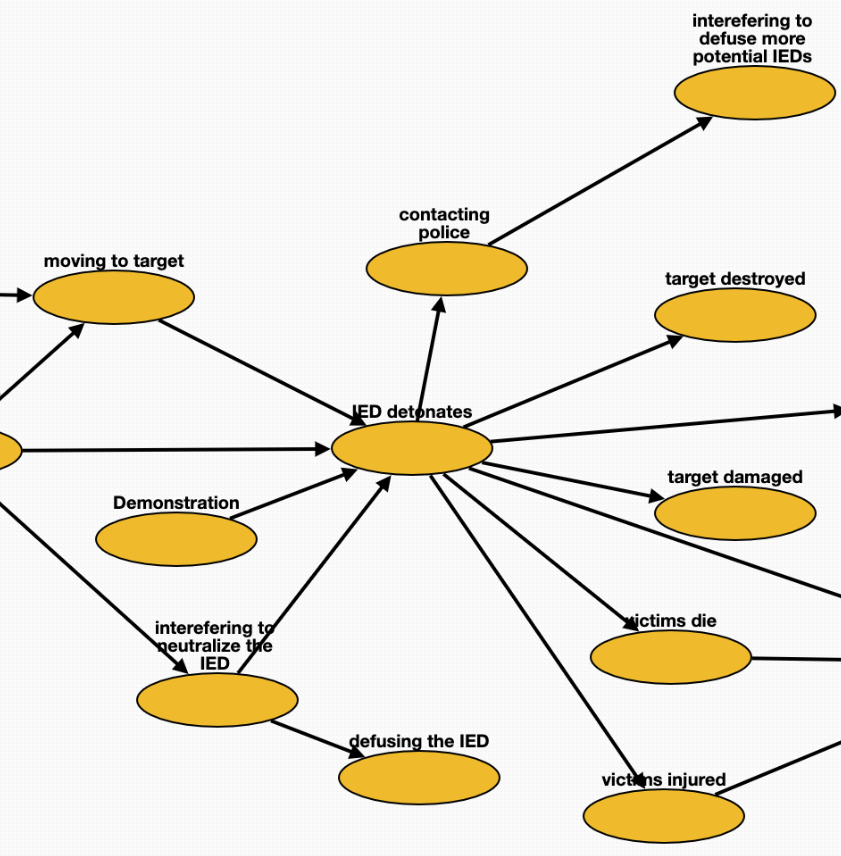 interefering to
defuse more
potential IEDs
contacting
police
moving to target
target destroyed
IED detonates
target damaged
Demonstration
victims die
interefering to
neutralize the
IED
defusing the IED
victims injured